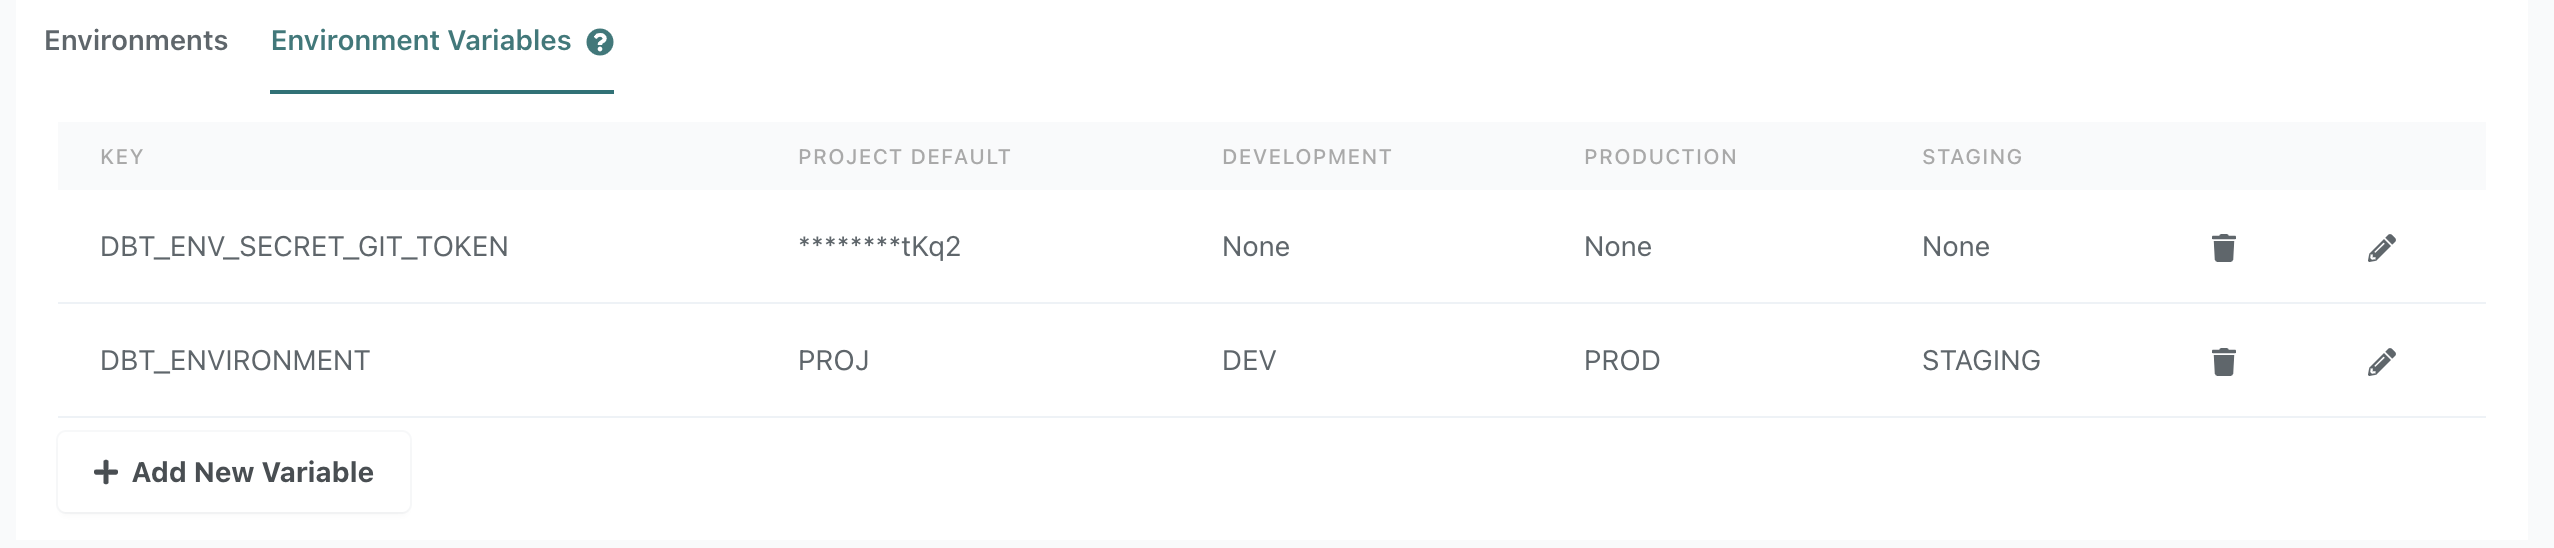 Environments Environment Variables ?
KEY PROJECT DEFAULT DEVELOPMENT PRODUCTION STAGING
DBT_ENV_SECRET_GIT_TOKEN ********tKq2 None None None
DBT_ENVIRONMENT PROJ DEV PROD STAGING
+ Add New Variable